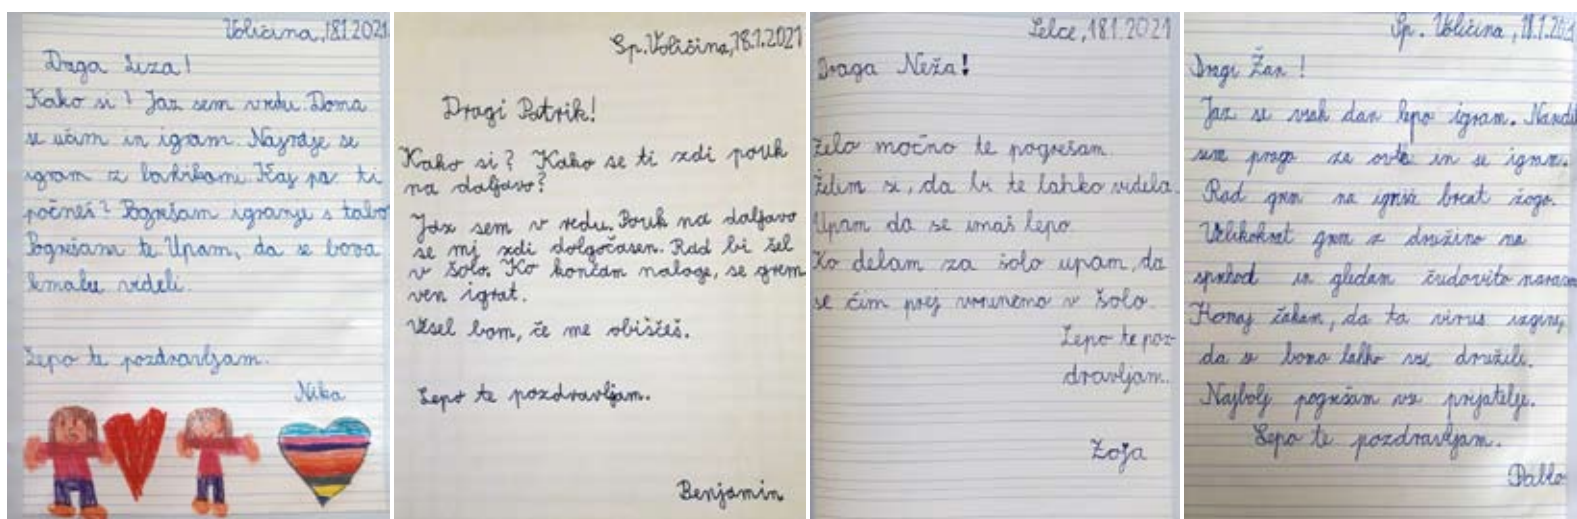 Voličina, 18.1.2021
Draga Liza!
Kako si? Jaz sem vredu. Doma
se učim in igram. Najraje se
igram z barbikami. Kaj pa ti
počneš? Pogrešam igranje s tabo
Pogrešam te. Upam, da se bova
kmalu videli.
Lepo te pozdravljam.
Nika
Sp. Voličina, 18.1.2021
Dragi Patrik!
Kako si? Kako se ti zdi pouk
na daljavo?
Jaz sem v redu. Pouk na daljavo
se mi zdi dolgočasen. Rad bi šel
v šolo. Ko končam naloge, se grem
ven igrat.
Vesel bom, če me obiščeš.
Lepo te pozdravljam.
Benjamin
Selce, 18.1.2021
Draga Neža!
Zelo močno te pogrešam.
Želim si, da bi te lahko videla.
Upam da se imaš lepo.
Ko delam za šolo upam, da
se čim prej vrnemo v šolo.
Lepo te poz-
dravljam.
Zoja
Sp. Voličina, 18.1.2021
Dragi Žan!
Jaz se vsak dan lepo igram. Naredil
sem progo za avte in se igram.
Rad grem na igrišče brcat žogo.
Velikokrat grem z družino na
sprehod in gledam čudovito naravo
Komaj čakam, da ta virus izgine,
da se bomo lahko vsi družili.
Najbolj pogrešam vse prijatelje.
Lepo te pozdravljam.
Pablo